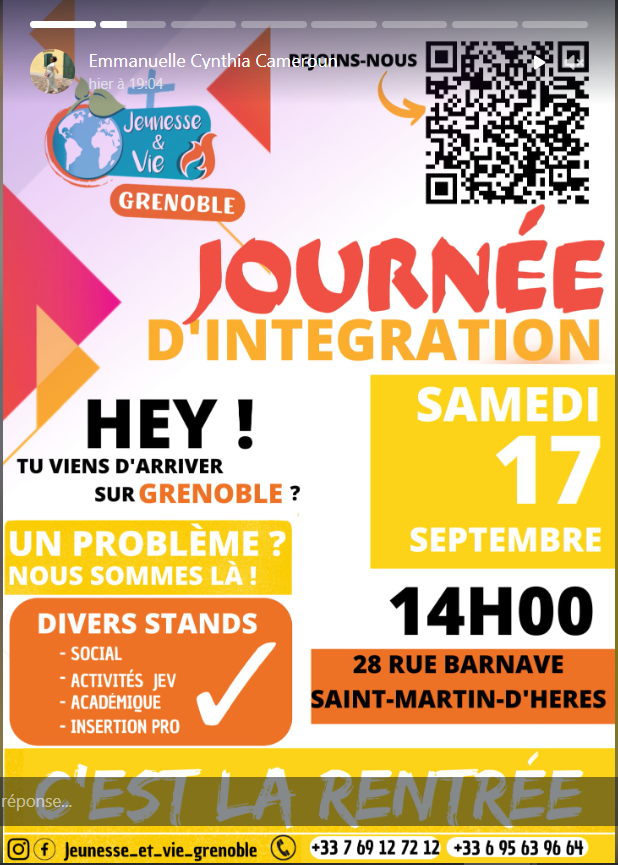 Emmanuelle Cynthia Cameroun
hier à 19:04
REJOINS-NOUS
Jeunesse
&
Vie
GRENOBLE
JOURNÉE
D'INTEGRATION
HEY !
TU VIENS D'ARRIVER
SUR GRENOBLE ?
SAMEDI
17
SEPTEMBRE
UN PROBLÈME ?
NOUS SOMMES LÀ !
14H00
DIVERS STANDS
- SOCIAL
- ACTIVITÉS JEV
- ACADÉMIQUE
- INSERTION PRO
28 RUE BARNAVE
SAINT-MARTIN-D'HERES
C'EST LA RENTRÉE
réponse...
Jeunesse_et_vie_grenoble +33 7 69 12 72 12 +33 6 95 63 96 64